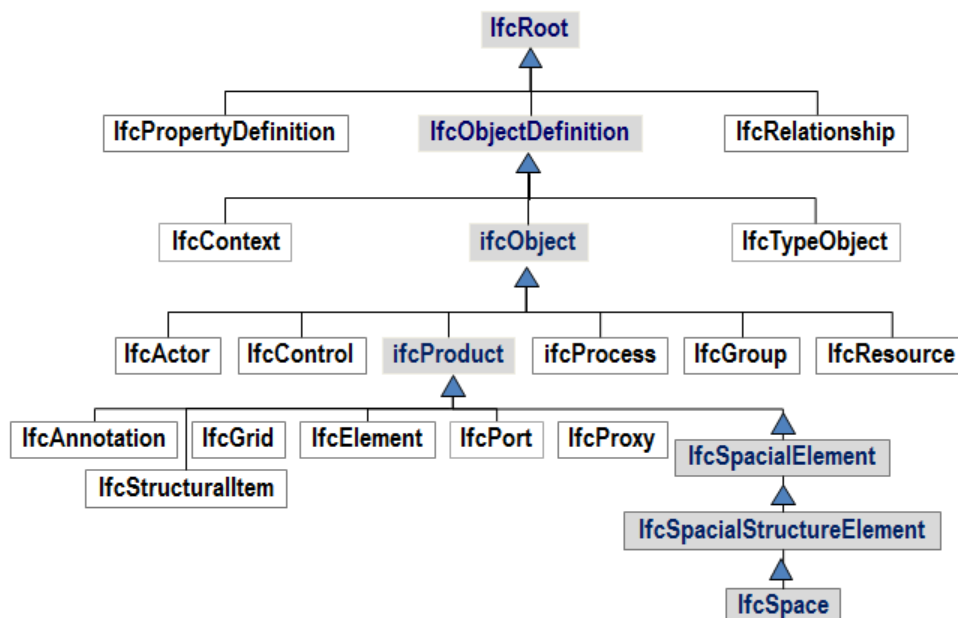 IfcRoot
IfcPropertyDefinition IfcObjectDefinition IfcRelationship
IfcContext ifcObject IfcTypeObject
IfcActor IfcControl ifcProduct ifcProcess IfcGroup IfcResource
IfcAnnotation IfcGrid IfcElement IfcPort IfcProxy IfcSpacialElement
IfcStructuralItem
IfcSpacialStructureElement
IfcSpace